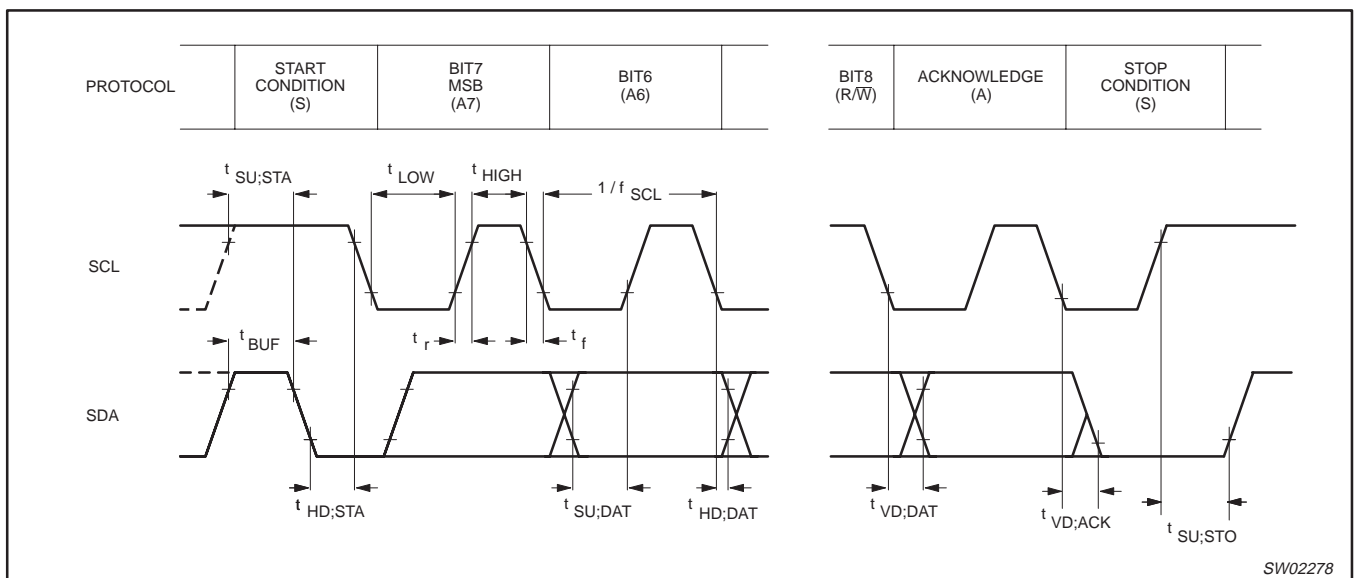 PROTOCOL
START
CONDITION
(S)
BIT7
MSB
(A7)
BIT6
(A6)
BIT8
(R/W̅)
ACKNOWLEDGE
(A)
STOP
CONDITION
(S)
t SU;STA
t LOW
t HIGH
1 / f SCL
SCL
t BUF
t r
t f
SDA
t HD;STA
t SU;DAT
t HD;DAT
t VD;DAT
t VD;ACK
t SU;STO
SW02278